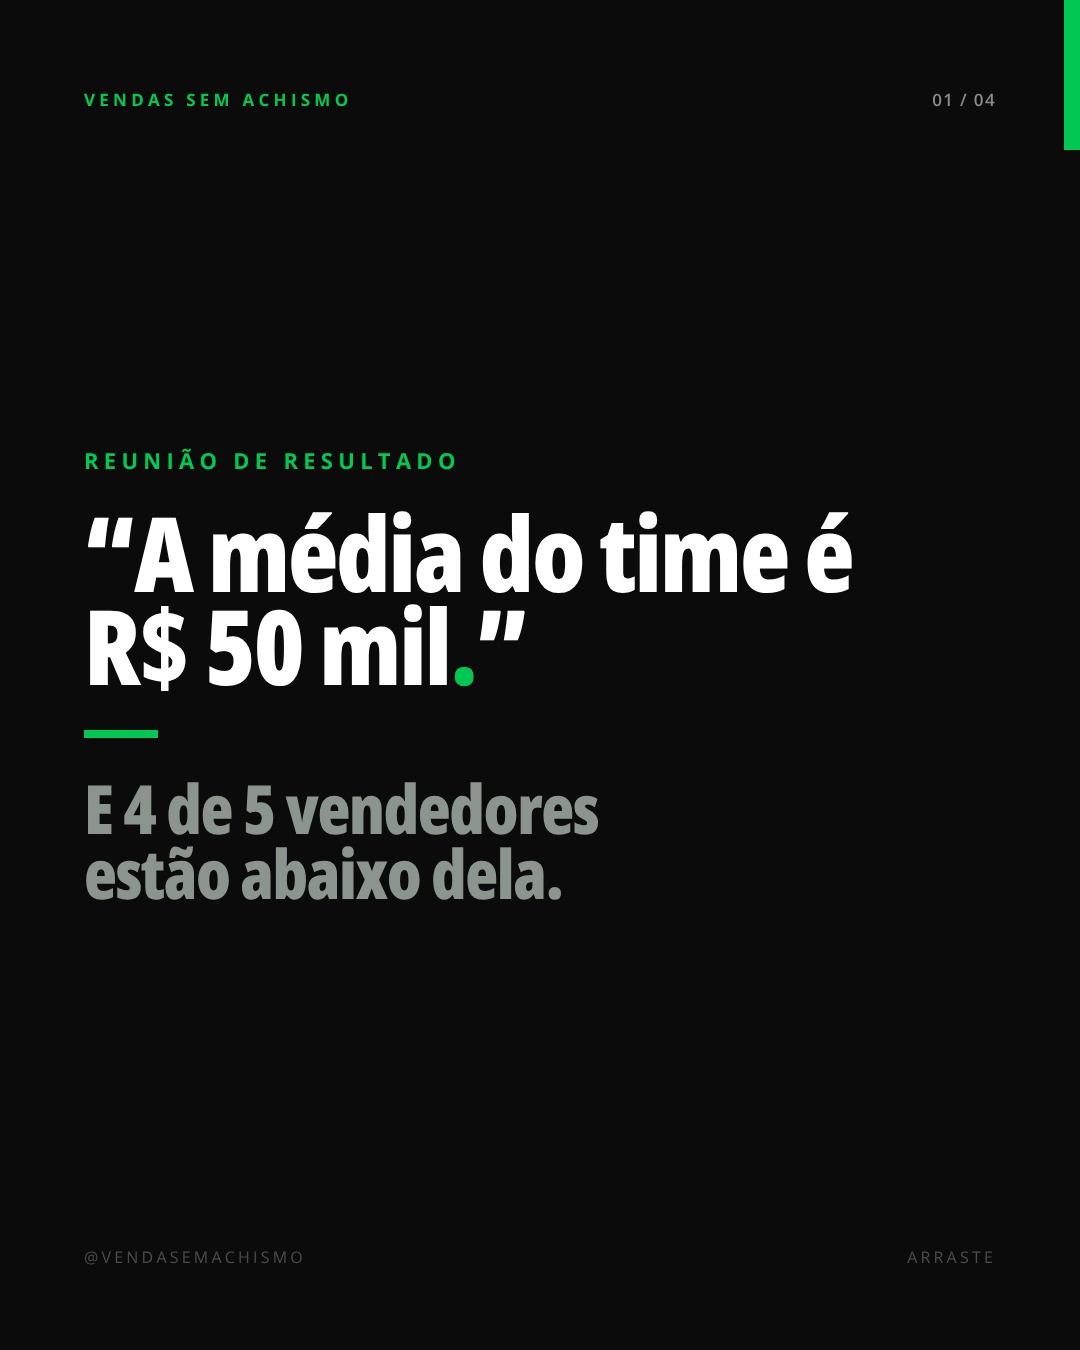 VENDAS SEM ACHISMO
01 / 04
REUNIÃO DE RESULTADO
“A média do time é
R$ 50 mil.”
E 4 de 5 vendedores
estão abaixo dela.
@VENDASEMACHISMO
ARRASTE